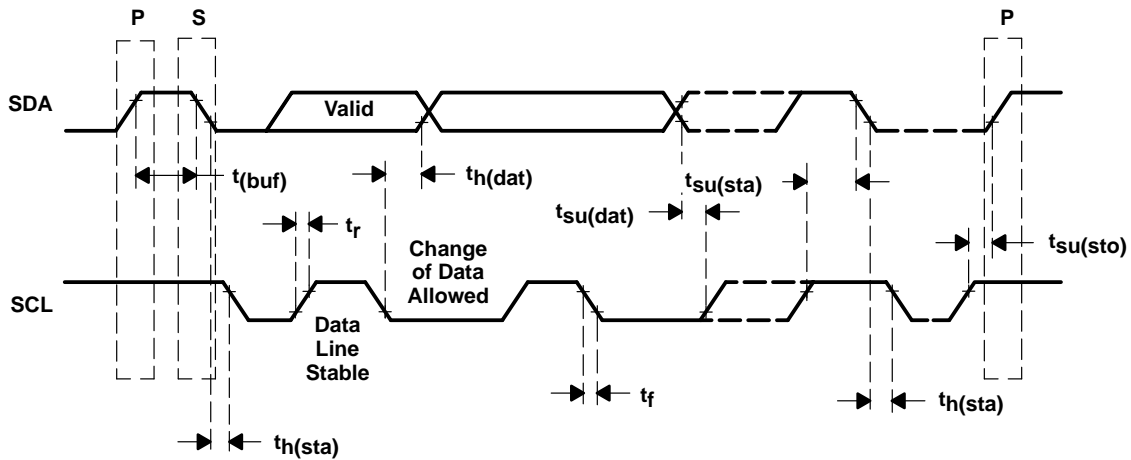 P S P
SDA
Valid
t(buf)
th(dat)
tsu(sta)
tsu(dat)
tr
tsu(sto)
Change
of Data
Allowed
SCL
Data
Line
Stable
tf
th(sta)
th(sta)